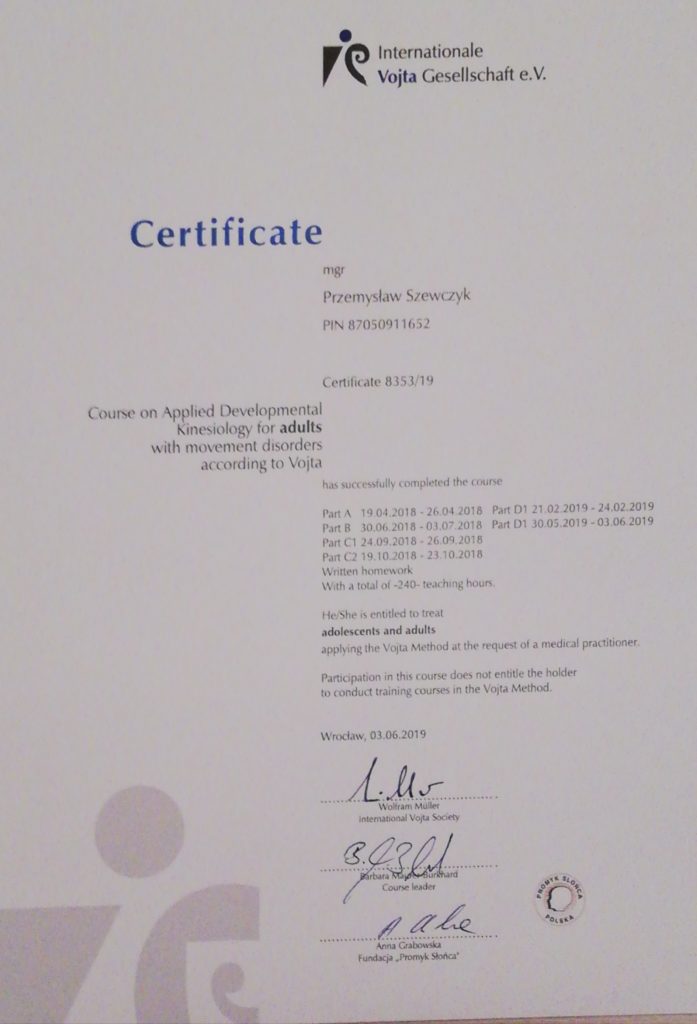 Internationale
Vojta Gesellschaft e.V.
Certificate
mgr
Przemysław Szewczyk
PIN 87050911652
Certificate 8353/19
Course on Applied Developmental
Kinesiology for adults
with movement disorders
according to Vojta
has successfully completed the course
Part A 19.04.2018 - 26.04.2018 Part D1 21.02.2019 - 24.02.2019
Part B 30.06.2018 - 03.07.2018 Part D1 30.05.2019 - 03.06.2019
Part C1 24.09.2018 - 26.09.2018
Part C2 19.10.2018 - 23.10.2018
Written homework
With a total of -240- teaching hours.
He/She is entitled to treat
adolescents and adults
applying the Vojta Method at the request of a medical practitioner.
Participation in this course does not entitle the holder
to conduct training courses in the Vojta Method.
Wrocław, 03.06.2019
Wolfram Müller
International Vojta Society
Barbara Burkhard
Course leader
Anna Grabowska
Fundacja „Promyk Słońca"
PROMYK SŁOŃCA
POLSKA